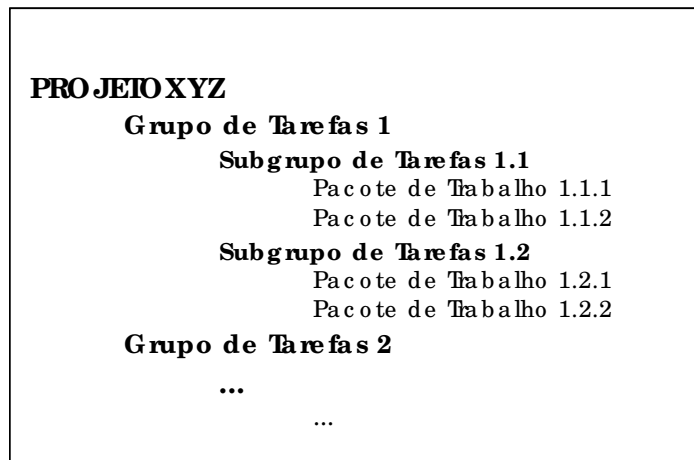 PROJETO XYZ
Grupo de Tarefas 1
Subgrupo de Tarefas 1.1
Pacote de Trabalho 1.1.1
Pacote de Trabalho 1.1.2
Subgrupo de Tarefas 1.2
Pacote de Trabalho 1.2.1
Pacote de Trabalho 1.2.2
Grupo de Tarefas 2
...
...